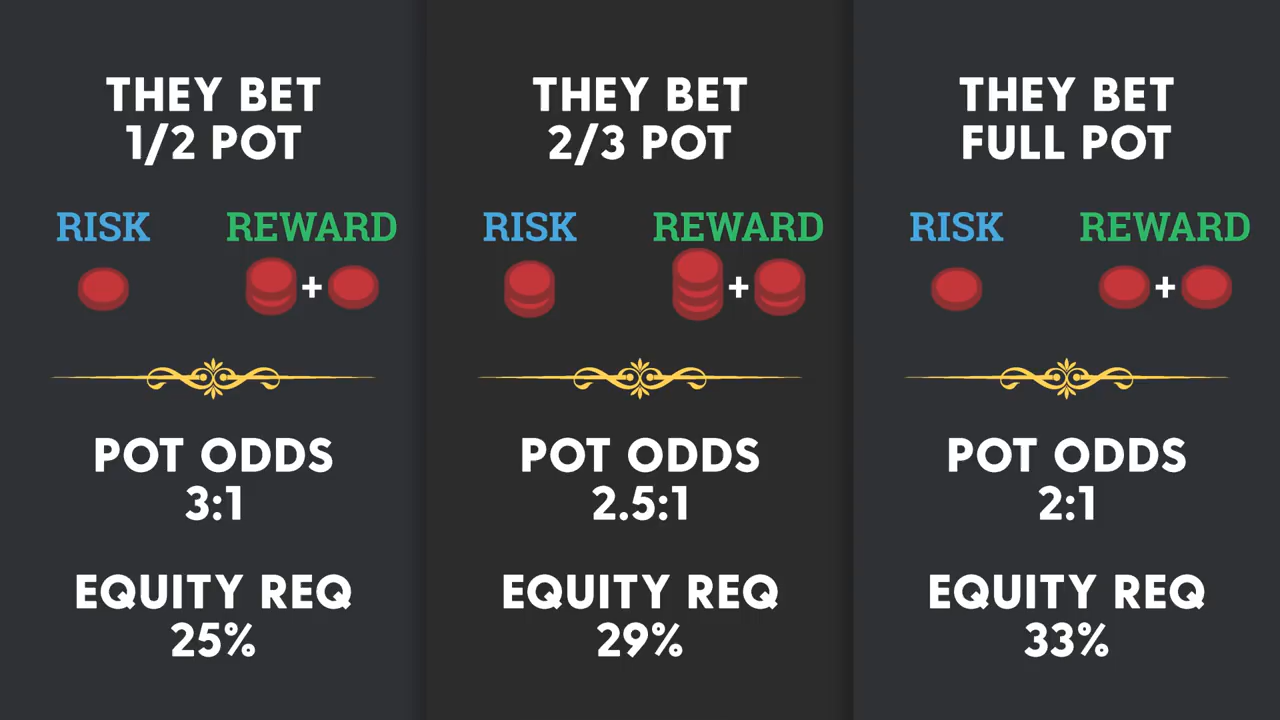 THEY BET
1/2 POT
RISK
REWARD
+
POT ODDS
3:1
EQUITY REQ
25%
THEY BET
2/3 POT
RISK
REWARD
+
POT ODDS
2.5:1
EQUITY REQ
29%
THEY BET
FULL POT
RISK
REWARD
+
POT ODDS
2:1
EQUITY REQ
33%